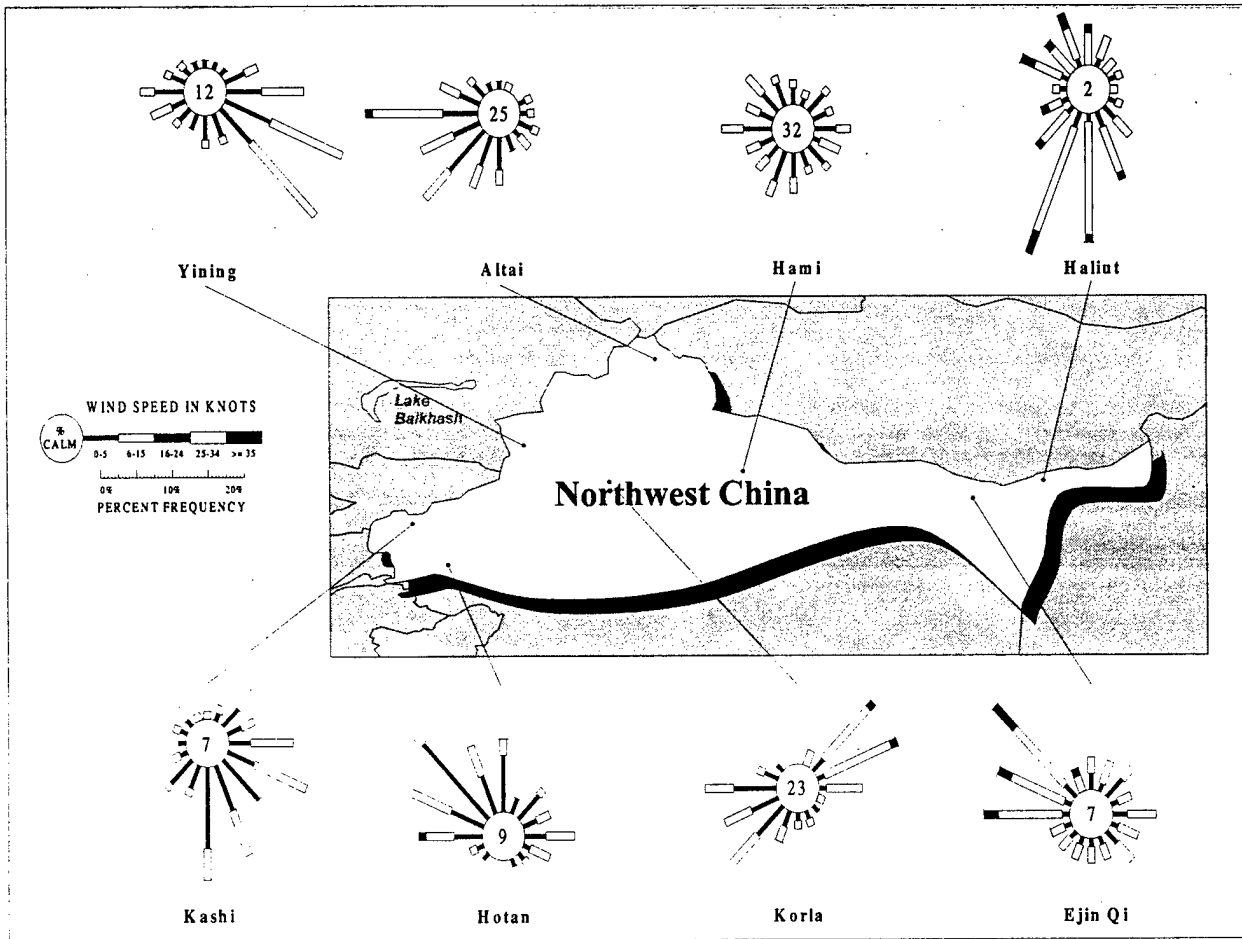 12
25
32
2
Yining
Altai
Hami
Haliut
Lake
Balkhash
WIND SPEED IN KNOTS
%
CALM
0-5 6-15 16-24 25-34 >= 35
0% 10% 20%
PERCENT FREQUENCY
Northwest China
7
9
23
7
Kashi
Hotan
Korla
Ejin Qi